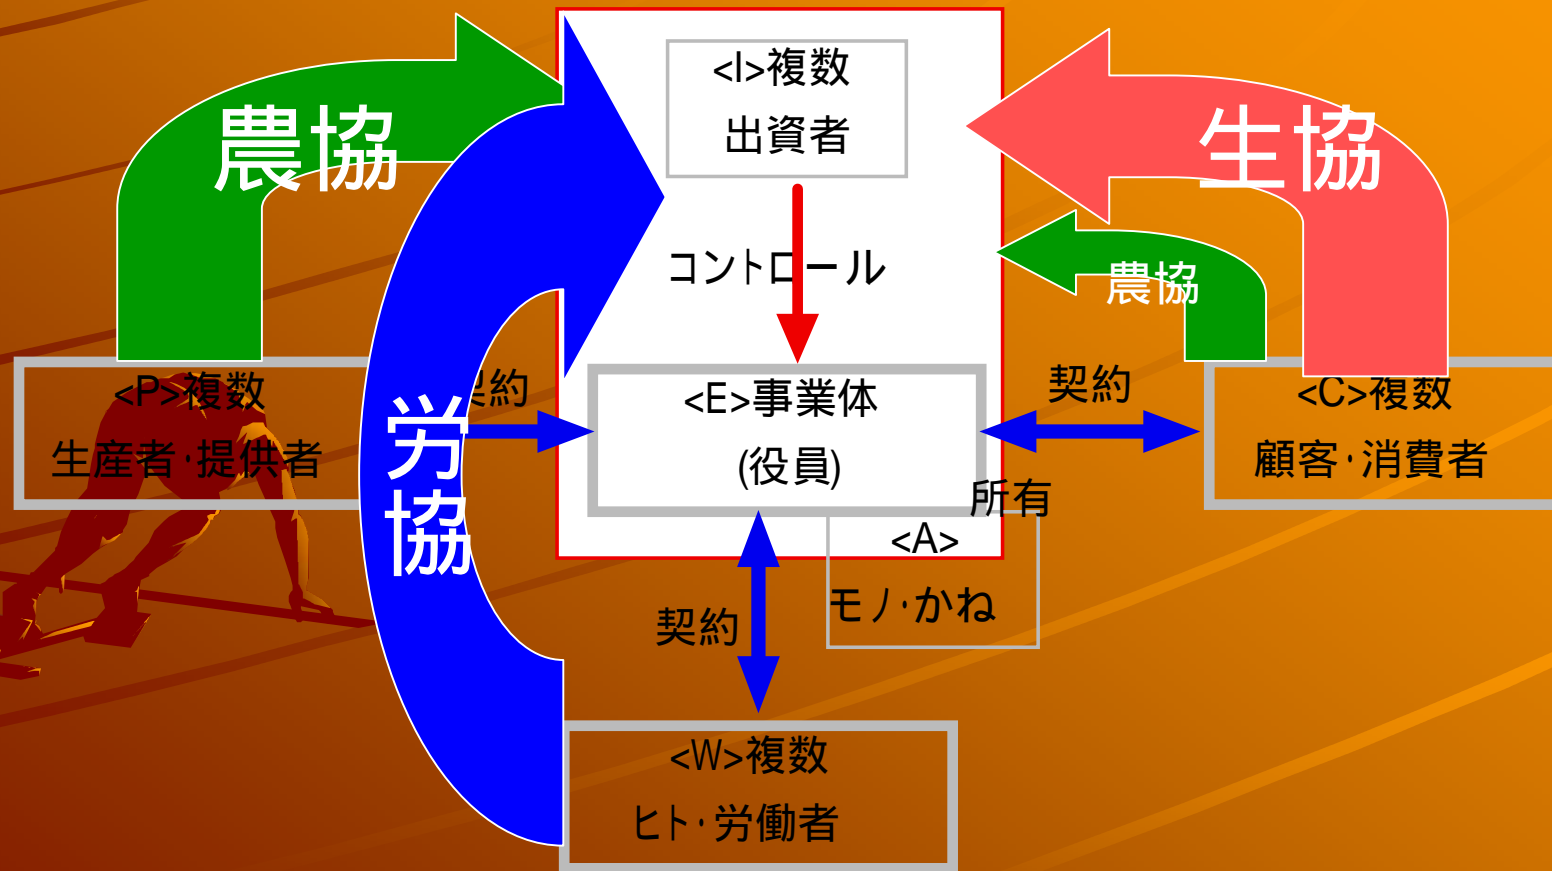 <I>複数
出資者
農協
生協
コントロール
農協
<P>複数
生産者・提供者
契約
労協
<E>事業体
(役員)
契約
<C>複数
顧客・消費者
所有
<A>
モノ・かね
契約
<W>複数
ヒト・労働者